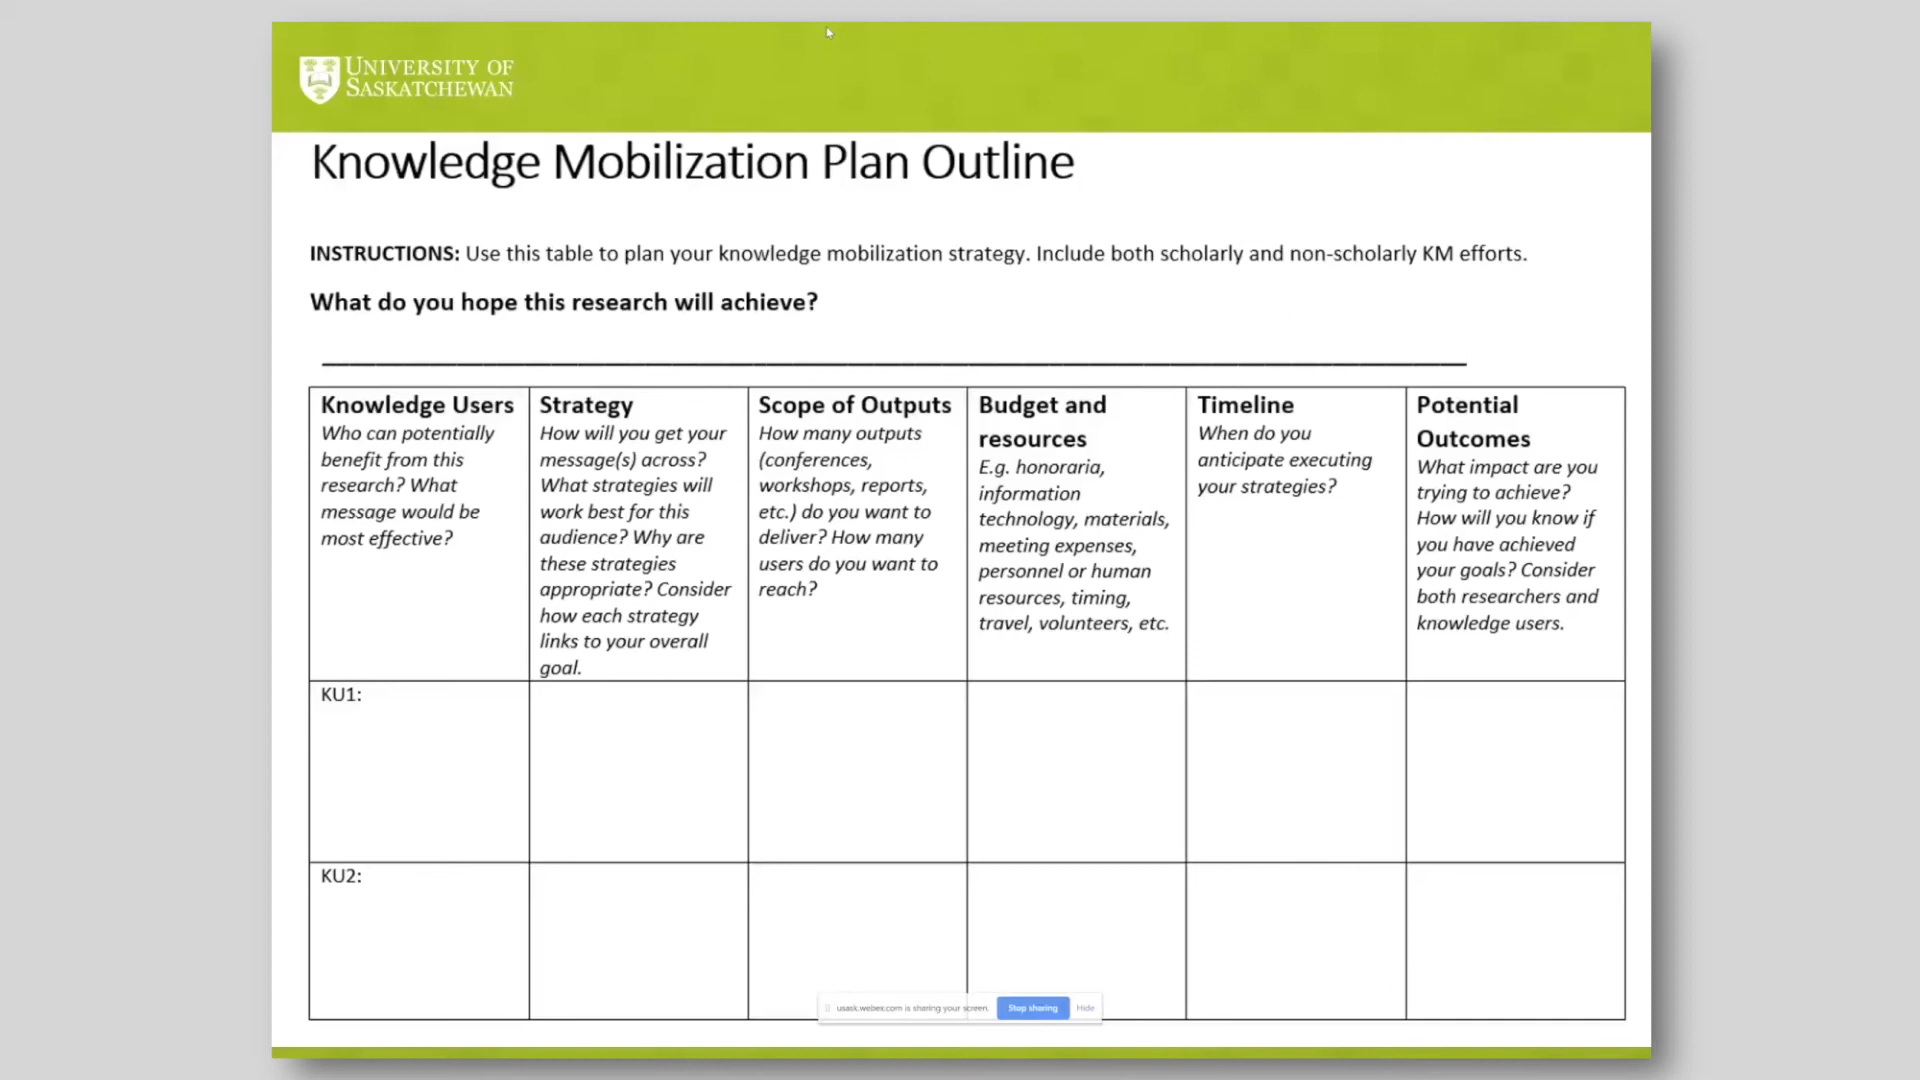 UNIVERSITY OF
SASKATCHEWAN
Knowledge Mobilization Plan Outline
INSTRUCTIONS: Use this table to plan your knowledge mobilization strategy. Include both scholarly and non-scholarly KM efforts.
What do you hope this research will achieve?
Knowledge Users
Who can potentially
benefit from this
research? What
message would be
most effective?
Strategy
How will you get your
message(s) across?
What strategies will
work best for this
audience? Why are
these strategies
appropriate? Consider
how each strategy
links to your overall
goal.
Scope of Outputs
How many outputs
(conferences,
workshops, reports,
etc.) do you want to
deliver? How many
users do you want to
reach?
Budget and
resources
E.g. honoraria,
information
technology, materials,
meeting expenses,
personnel or human
resources, timing,
travel, volunteers, etc.
Timeline
When do you
anticipate executing
your strategies?
Potential
Outcomes
What impact are you
trying to achieve?
How will you know if
you have achieved
your goals? Consider
both researchers and
knowledge users.
KU1:
KU2:
usask.webex.com is sharing your screen.
Stop sharing
Hide